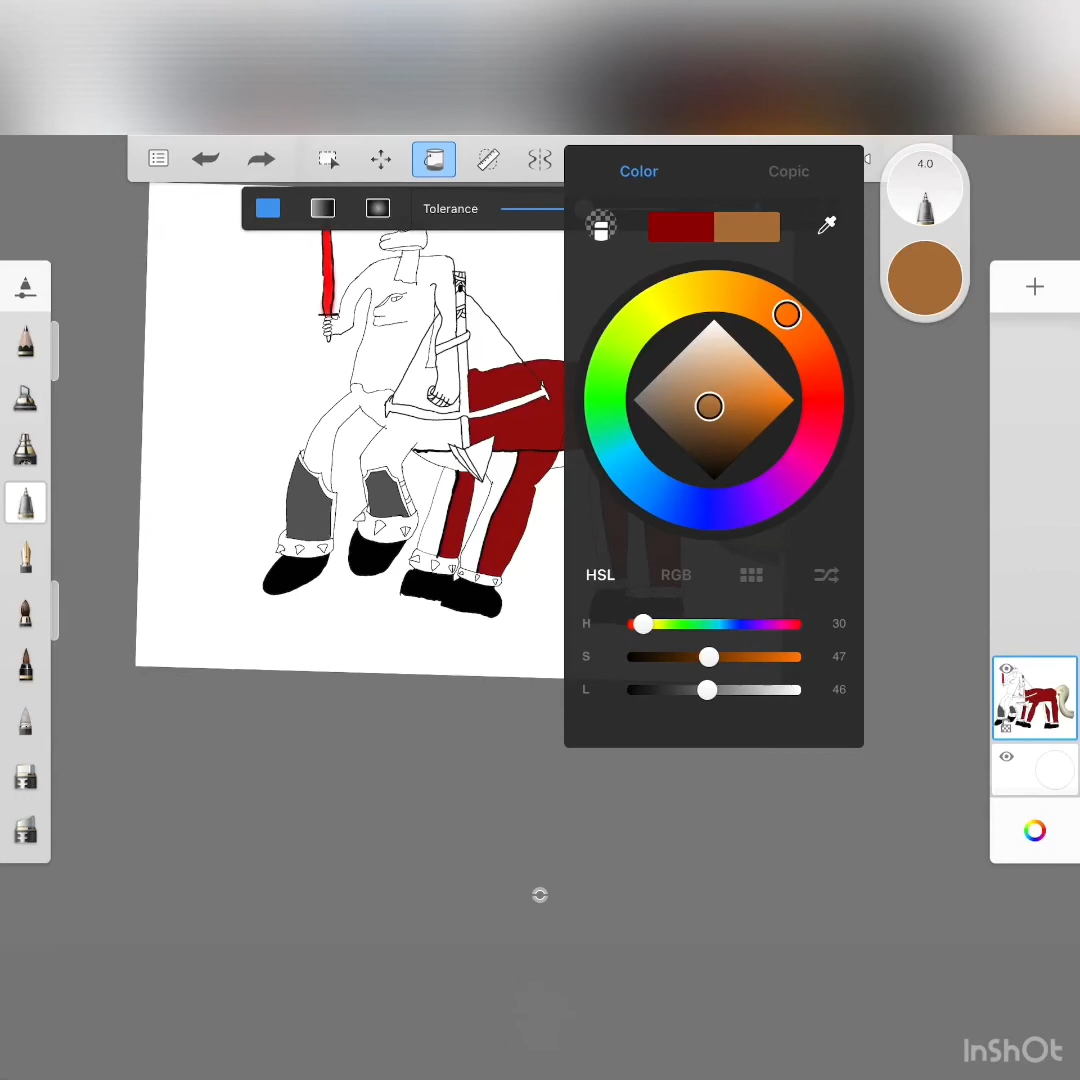 4.0
Color Copic
Tolerance
HSL RGB
H 30
S 47
L 46
InShOt